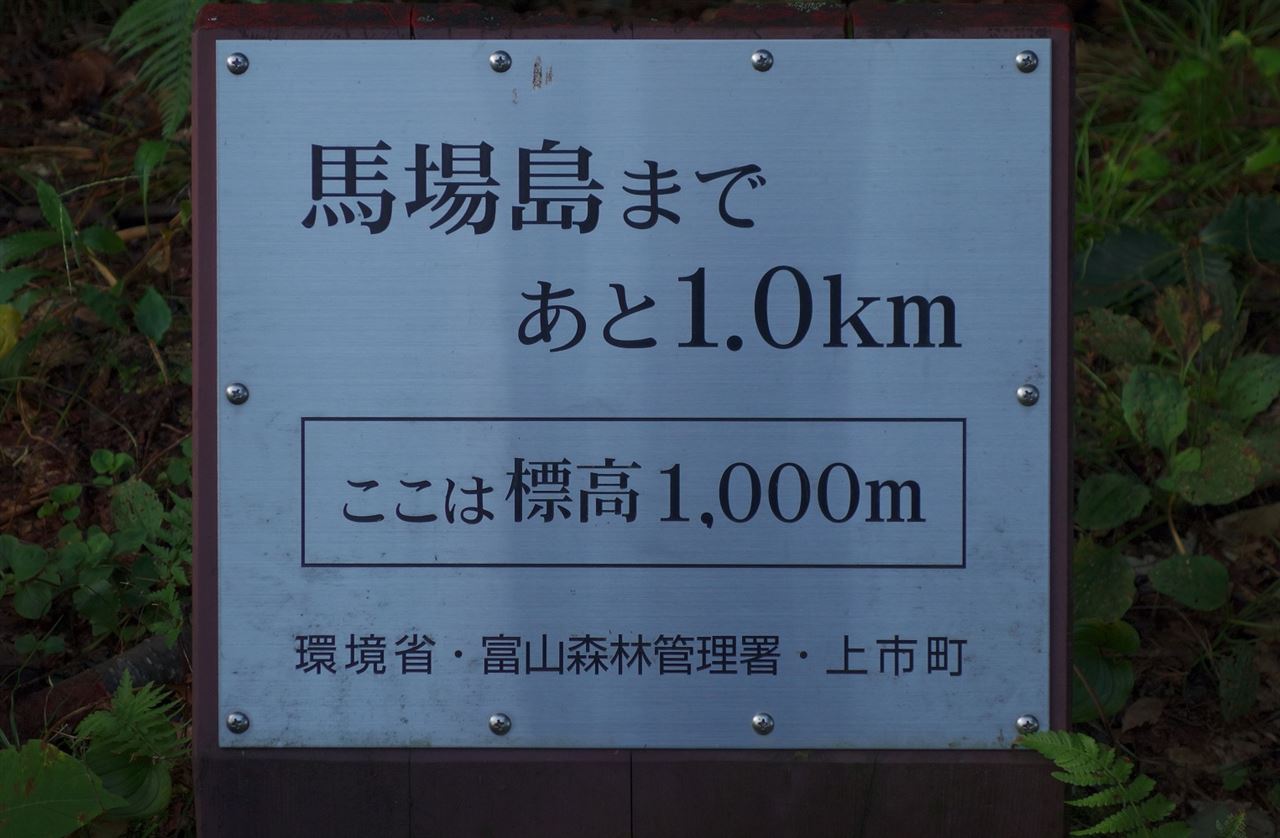 馬場島まで
あと1.0km
ここは標高1,000m
環境省・富山森林管理署・上市町